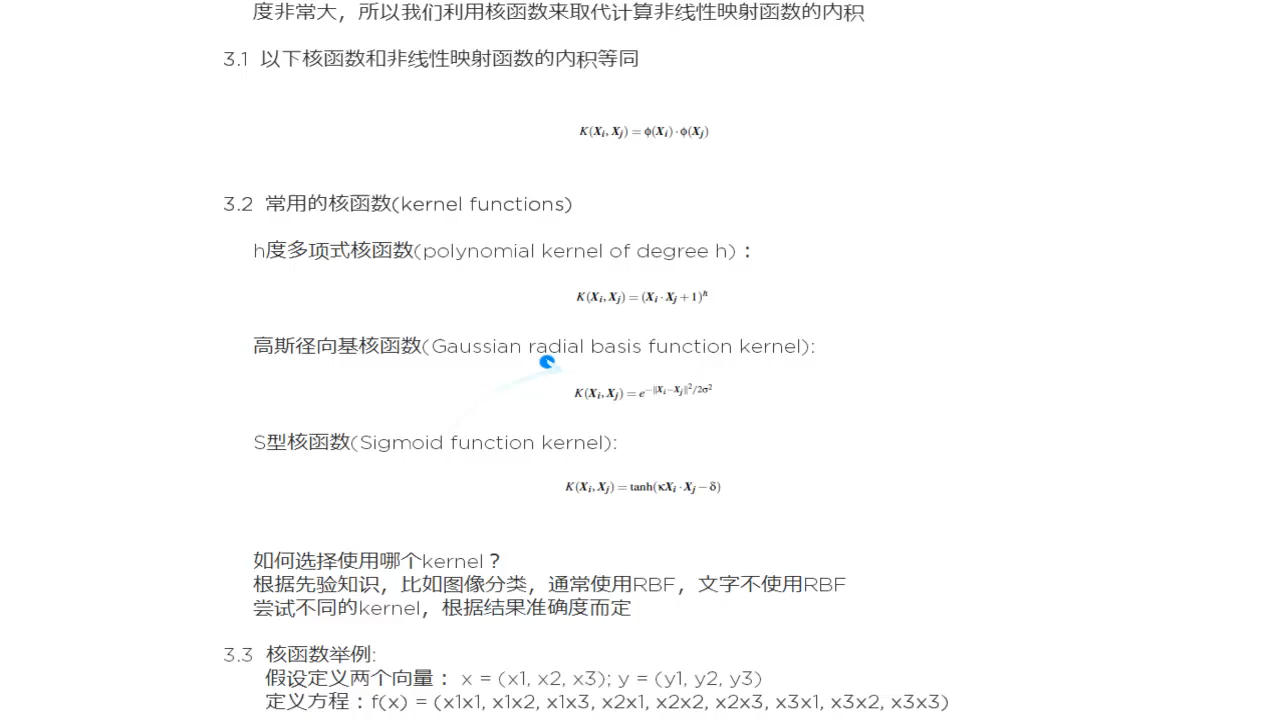 度非常大，所以我们利用核函数来取代计算非线性映射函数的内积
3.1 以下核函数和非线性映射函数的内积等同
K(Xi, Xj) = ϕ(Xi) · ϕ(Xj)
3.2 常用的核函数(kernel functions)
h度多项式核函数(polynomial kernel of degree h)：
K(Xi, Xj) = (Xi · Xj + 1)^h
高斯径向基核函数(Gaussian radial basis function kernel):
K(Xi, Xj) = e^−‖Xi−Xj‖²/2σ²
S型核函数(Sigmoid function kernel):
K(Xi, Xj) = tanh(κXi · Xj − δ)
如何选择使用哪个kernel？
根据先验知识，比如图像分类，通常使用RBF，文字不使用RBF
尝试不同的kernel，根据结果准确度而定
3.3 核函数举例:
假设定义两个向量： x = (x1, x2, x3); y = (y1, y2, y3)
定义方程：f(x) = (x1x1, x1x2, x1x3, x2x1, x2x2, x2x3, x3x1, x3x2, x3x3)